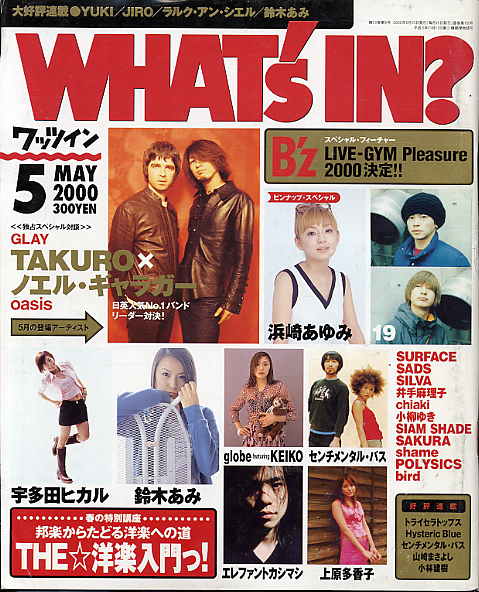 大好評連載●YUKI／JIRO／ラルク・アン・シエル／鈴木あみ
WHAT's IN?
ワッツイン
5 MAY
2000
300YEN
B'z
スペシャル・フィーチャー
LIVE-GYM Pleasure
2000決定!!
<<独占スペシャル対談>>
GLAY
TAKURO×
ノエル・ギャラガー
oasis
日英人気No.1バンド
リーダー対決!
ピンナップ・スペシャル
浜崎あゆみ
19
5月の登場アーティスト
宇多田ヒカル
鈴木あみ
globe featuring KEIKO
センチメンタル・バス
SURFACE
SADS
SILVA
井手麻理子
chiaki
小柳ゆき
SIAM SHADE
SAKURA
shame
POLYSICS
bird
春の特別講座
邦楽からたどる洋楽への道
THE☆洋楽入門っ!
エレファントカシマシ
上原多香子
好評連載
トライセラトップス
Hysteric Blue
センチメンタル・バス
山崎まさよし
小林建樹